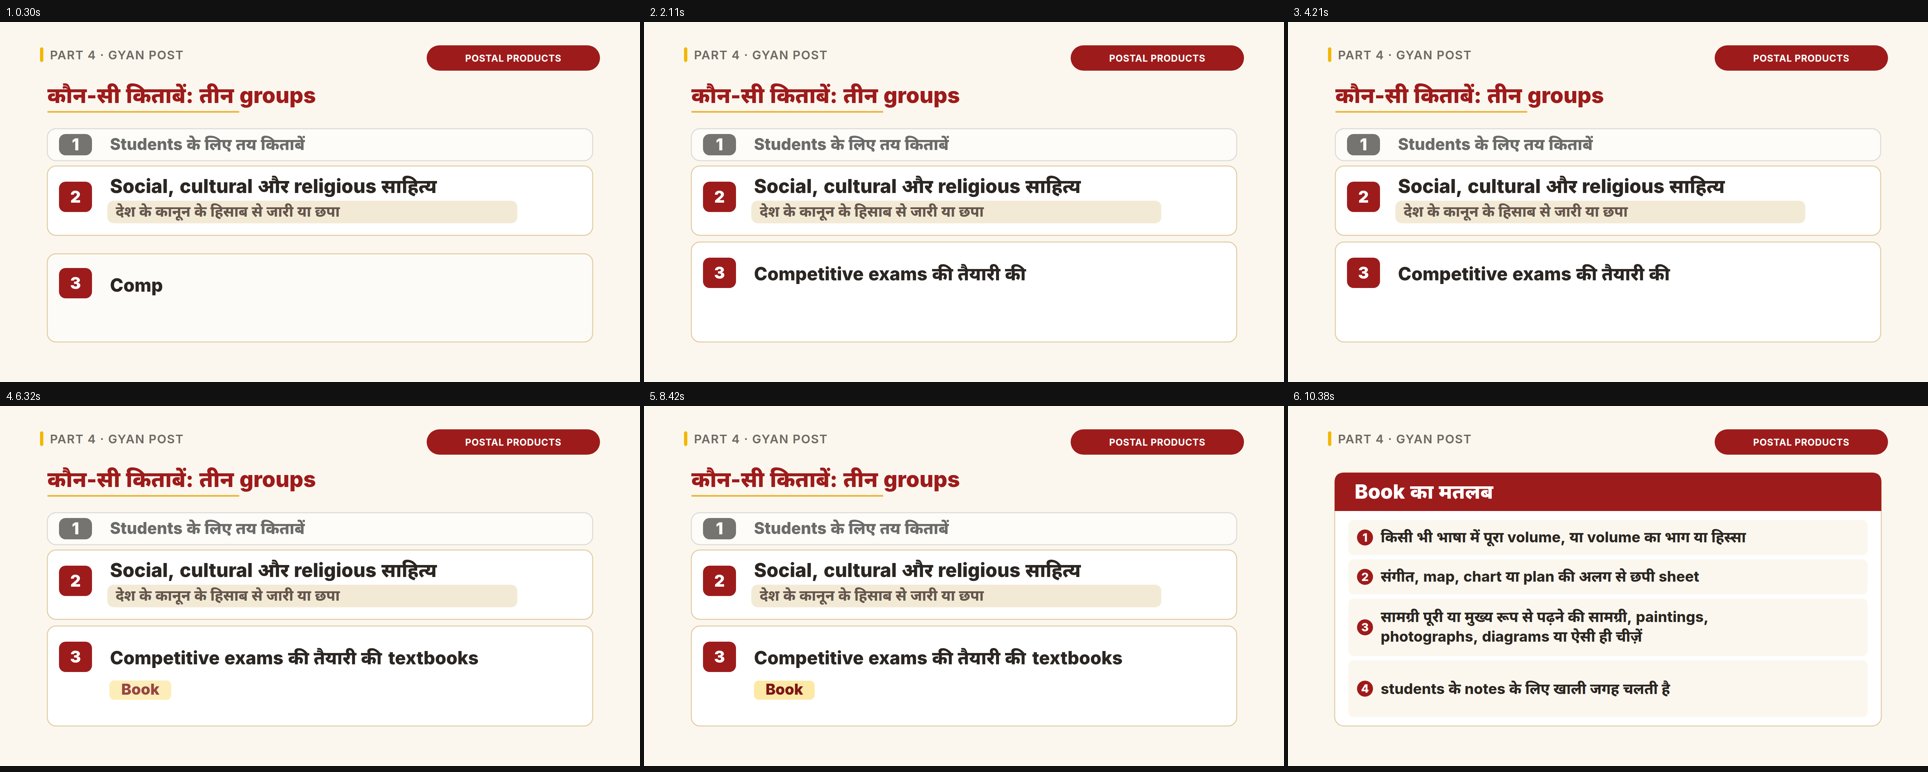 1. 0.30s
PART 4 · GYAN POST
POSTAL PRODUCTS
कौन-सी किताबें: तीन groups
1 Students के लिए तय किताबें
2 Social, cultural और religious साहित्य
देश के कानून के हिसाब से जारी या छपा
3 Comp
2. 2.11s
PART 4 · GYAN POST
POSTAL PRODUCTS
कौन-सी किताबें: तीन groups
1 Students के लिए तय किताबें
2 Social, cultural और religious साहित्य
देश के कानून के हिसाब से जारी या छपा
3 Competitive exams की तैयारी की
3. 4.21s
PART 4 · GYAN POST
POSTAL PRODUCTS
कौन-सी किताबें: तीन groups
1 Students के लिए तय किताबें
2 Social, cultural और religious साहित्य
देश के कानून के हिसाब से जारी या छपा
3 Competitive exams की तैयारी की
4. 6.32s
PART 4 · GYAN POST
POSTAL PRODUCTS
कौन-सी किताबें: तीन groups
1 Students के लिए तय किताबें
2 Social, cultural और religious साहित्य
देश के कानून के हिसाब से जारी या छपा
3 Competitive exams की तैयारी की textbooks
Book
5. 8.42s
PART 4 · GYAN POST
POSTAL PRODUCTS
कौन-सी किताबें: तीन groups
1 Students के लिए तय किताबें
2 Social, cultural और religious साहित्य
देश के कानून के हिसाब से जारी या छपा
3 Competitive exams की तैयारी की textbooks
Book
6. 10.38s
PART 4 · GYAN POST
POSTAL PRODUCTS
Book का मतलब
1 किसी भी भाषा में पूरा volume, या volume का भाग या हिस्सा
2 संगीत, map, chart या plan की अलग से छपी sheet
3 सामग्री पूरी या मुख्य रूप से पढ़ने की सामग्री, paintings,
photographs, diagrams या ऐसी ही चीज़ें
4 students के notes के लिए खाली जगह चलती है